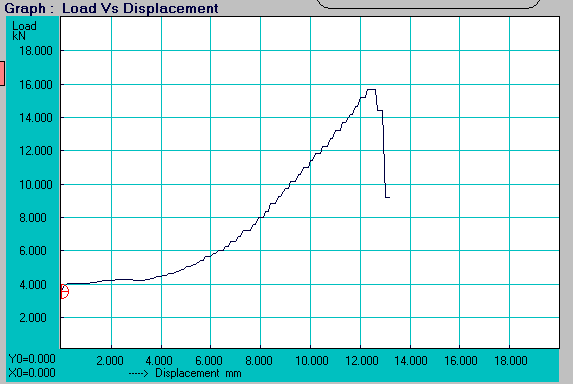 Graph : Load Vs Displacement
Load
kN
18.000
16.000
14.000
12.000
10.000
8.000
6.000
4.000
2.000
Y0=0.000
X0=0.000
2.000 4.000 6.000 8.000 10.000 12.000 14.000 16.000 18.000
----> Displacement mm